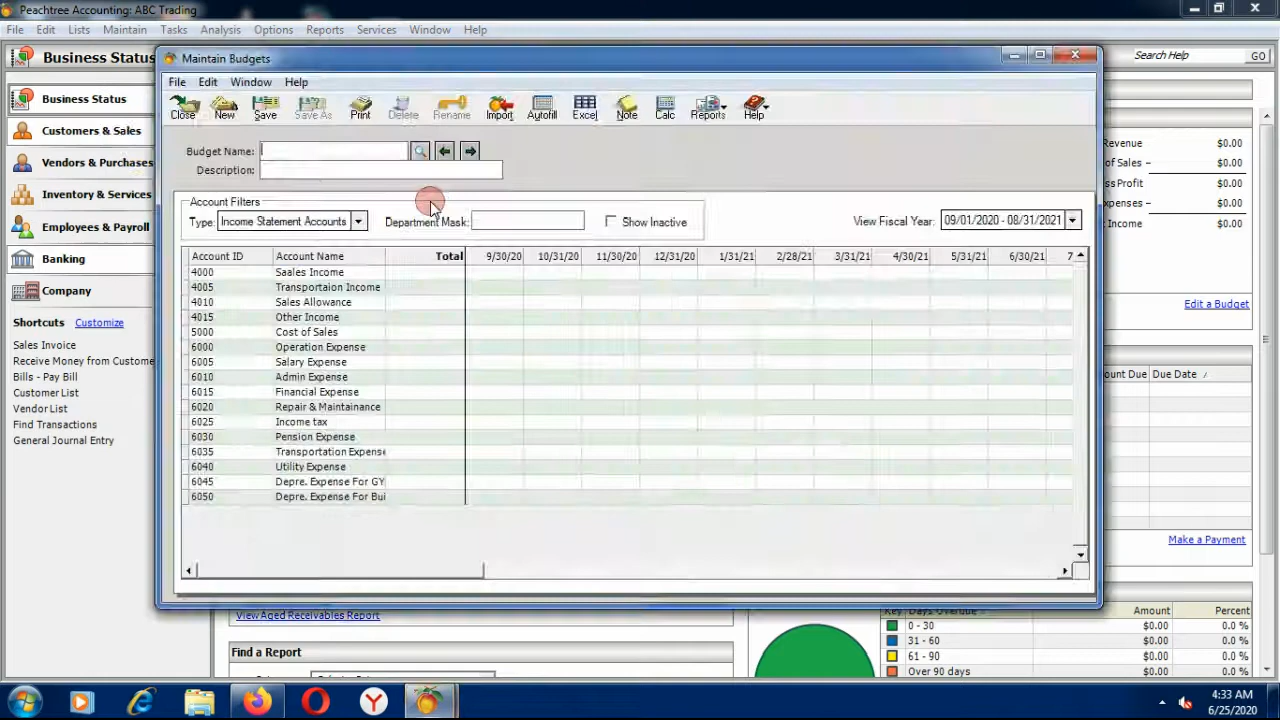 Peachtree Accounting: ABC Trading
File Edit Lists Maintain Tasks Analysis Options Reports Services Window Help
Business Status
Search Help GO
Business Status
Customers & Sales
Vendors & Purchases
Inventory & Services
Employees & Payroll
Banking
Company
Shortcuts Customize
Sales Invoice
Receive Money from Custome
Bills - Pay Bill
Customer List
Vendor List
Find Transactions
General Journal Entry
Maintain Budgets
File Edit Window Help
Close New Save Save As Print Delete Rename Import Autofill Excel Note Calc Reports Help
Budget Name:
Description:
Account Filters
Type: Income Statement Accounts Department Mask: Show Inactive View Fiscal Year: 09/01/2020 - 08/31/2021
Account ID Account Name Total 9/30/20 10/31/20 11/30/20 12/31/20 1/31/21 2/28/21 3/31/21 4/30/21 5/31/21 6/30/21 7
4000 Saales Income
4005 Transportaion Income
4010 Sales Allowance
4015 Other Income
5000 Cost of Sales
6000 Operation Expense
6005 Salary Expense
6010 Admin Expense
6015 Financial Expense
6020 Repair & Maintainance
6025 Income tax
6030 Pension Expense
6035 Transportation Expense
6040 Utility Expense
6045 Depre. Expense For GY
6050 Depre. Expense For Bui
Revenue $0.00
of Sales $0.00
Profit $0.00
xpenses $0.00
Income $0.00
Edit a Budget
ount Due Due Date
Make a Payment
View Aged Receivables Report
Find a Report
Key Days Overdue Amount Percent
0 - 30 $0.00 0.0 %
31 - 60 $0.00 0.0 %
61 - 90 $0.00 0.0 %
Over 90 days $0.00 0.0 %
4:33 AM
6/25/2020